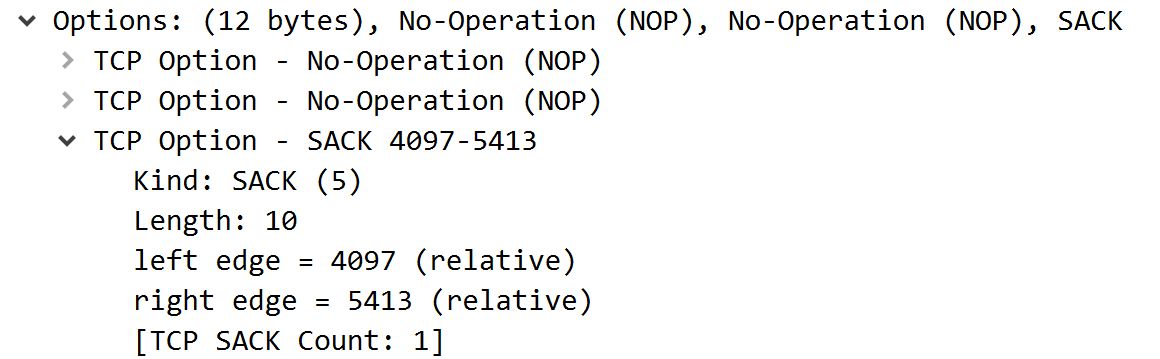 Options: (12 bytes), No-Operation (NOP), No-Operation (NOP), SACK
TCP Option - No-Operation (NOP)
TCP Option - No-Operation (NOP)
TCP Option - SACK 4097-5413
Kind: SACK (5)
Length: 10
left edge = 4097 (relative)
right edge = 5413 (relative)
[TCP SACK Count: 1]